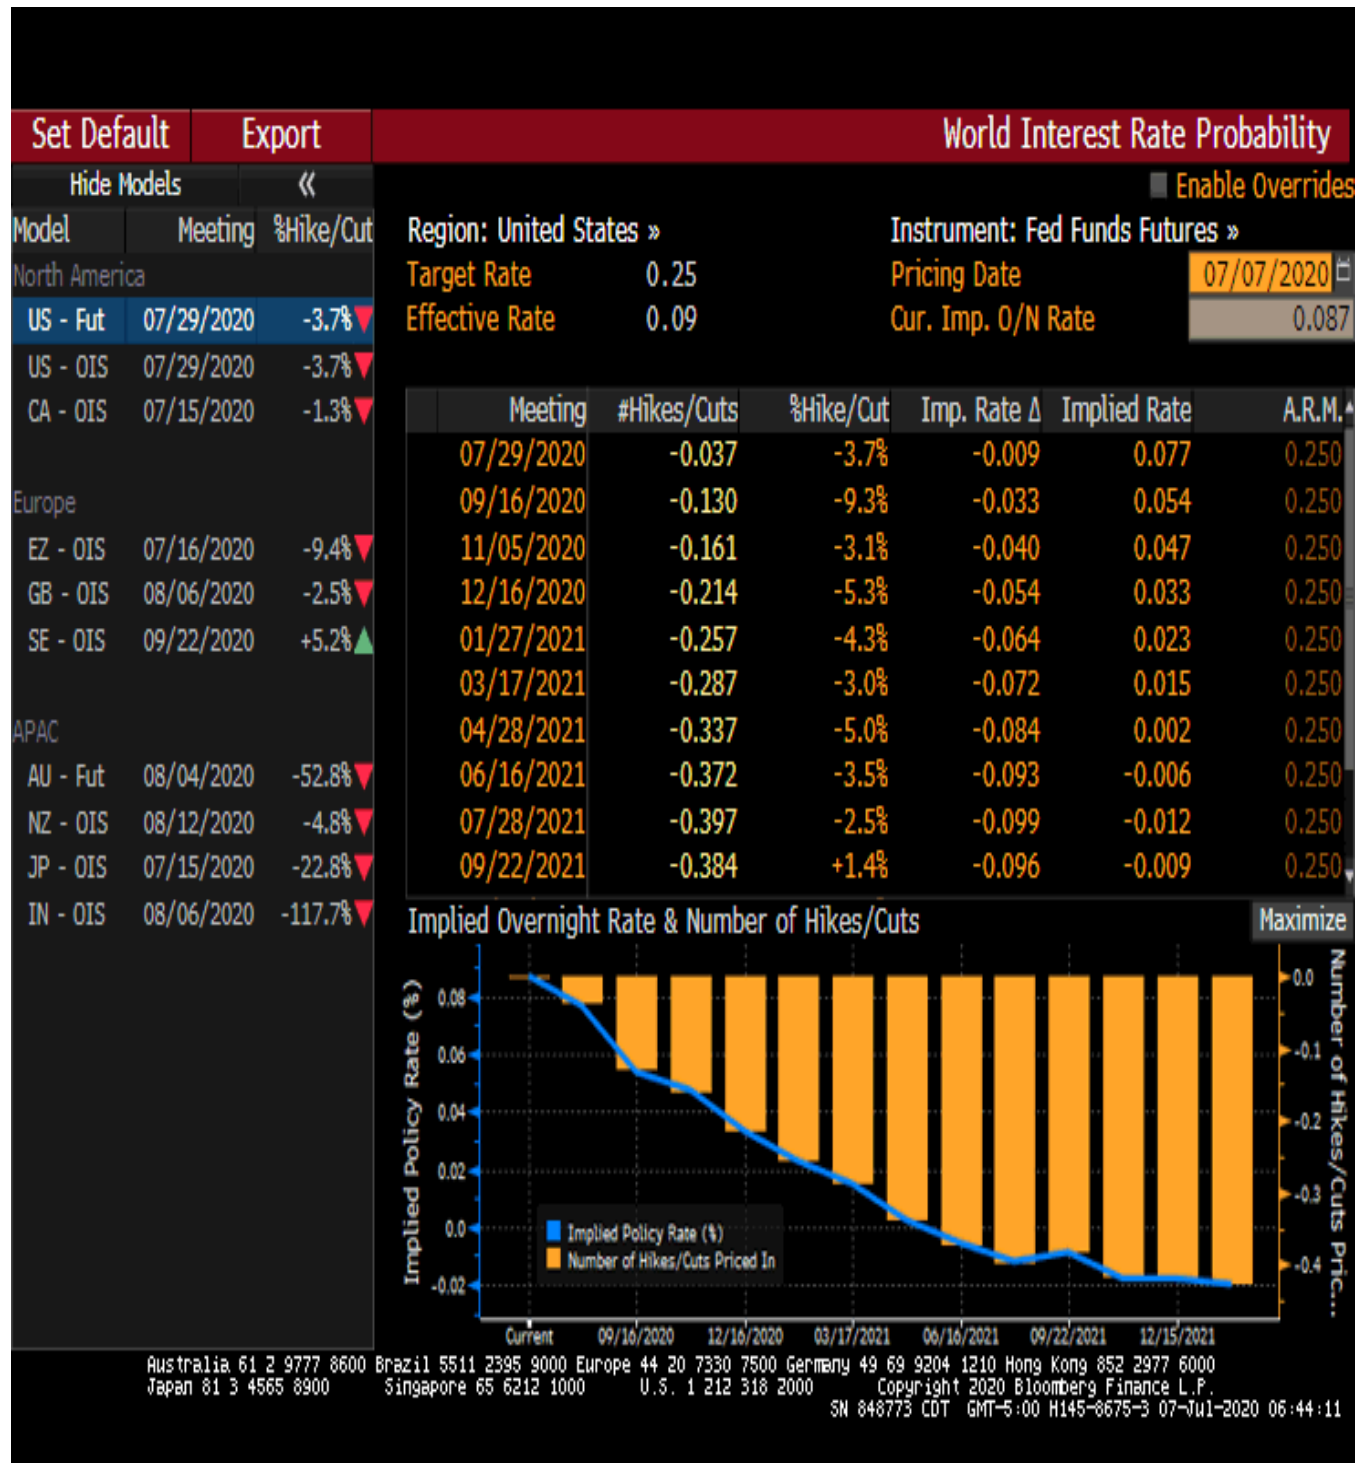 Set Default Export World Interest Rate Probability
Hide Models « Enable Overrides
Model Meeting %Hike/Cut
North America
US - Fut 07/29/2020 -3.7%
US - OIS 07/29/2020 -3.7%
CA - OIS 07/15/2020 -1.3%
Europe
EZ - OIS 07/16/2020 -9.4%
GB - OIS 08/06/2020 -2.5%
SE - OIS 09/22/2020 +5.2%
APAC
AU - Fut 08/04/2020 -52.8%
NZ - OIS 08/12/2020 -4.8%
JP - OIS 07/15/2020 -22.8%
IN - OIS 08/06/2020 -117.7%
Region: United States » Instrument: Fed Funds Futures »
Target Rate 0.25 Pricing Date 07/07/2020
Effective Rate 0.09 Cur. Imp. O/N Rate 0.087
Meeting #Hikes/Cuts %Hike/Cut Imp. Rate Δ Implied Rate A.R.M.
07/29/2020 -0.037 -3.7% -0.009 0.077 0.250
09/16/2020 -0.130 -9.3% -0.033 0.054 0.250
11/05/2020 -0.161 -3.1% -0.040 0.047 0.250
12/16/2020 -0.214 -5.3% -0.054 0.033 0.250
01/27/2021 -0.257 -4.3% -0.064 0.023 0.250
03/17/2021 -0.287 -3.0% -0.072 0.015 0.250
04/28/2021 -0.337 -5.0% -0.084 0.002 0.250
06/16/2021 -0.372 -3.5% -0.093 -0.006 0.250
07/28/2021 -0.397 -2.5% -0.099 -0.012 0.250
09/22/2021 -0.384 +1.4% -0.096 -0.009 0.250
Implied Overnight Rate & Number of Hikes/Cuts Maximize
Implied Policy Rate (%)
0.08
0.06
0.04
0.02
0.0
-0.02
Implied Policy Rate (%)
Number of Hikes/Cuts Priced In
0.0
-0.1
-0.2
-0.3
-0.4
Number of Hikes/Cuts Pric...
Current 09/16/2020 12/16/2020 03/17/2021 06/16/2021 09/22/2021 12/15/2021
Australia 61 2 9777 8600 Brazil 5511 2395 9000 Europe 44 20 7330 7500 Germany 49 69 9204 1210 Hong Kong 852 2977 6000
Japan 81 3 4565 8900 Singapore 65 6212 1000 U.S. 1 212 318 2000 Copyright 2020 Bloomberg Finance L.P.
SN 848773 CDT GMT-5:00 H145-8675-3 07-Jul-2020 06:44:11